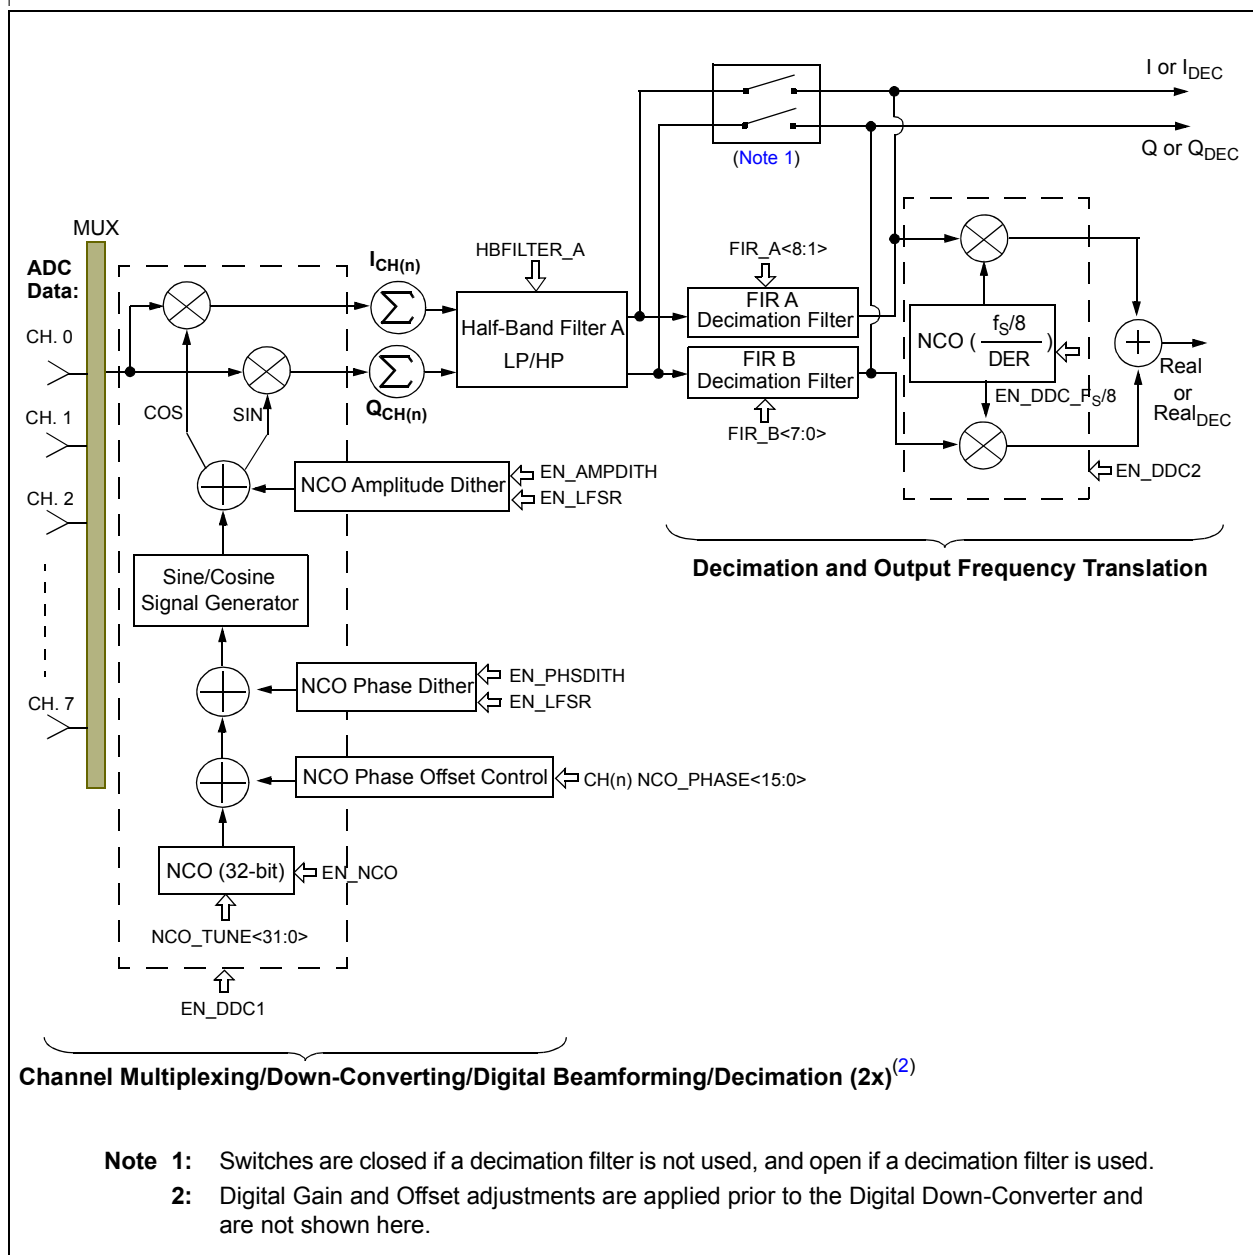 I or I_DEC
Q or Q_DEC
(Note 1)
MUX
ADC
Data:
CH. 0
CH. 1
CH. 2
CH. 7
I_CH(n)
Q_CH(n)
COS
SIN
HBFILTER_A
Half-Band Filter A
LP/HP
FIR_A<8:1>
FIR A
Decimation Filter
FIR B
Decimation Filter
FIR_B<7:0>
NCO ( f_S/8 / DER )
EN_DDC_F_S/8
EN_DDC2
Real
or
Real_DEC
NCO Amplitude Dither
EN_AMPDITH
EN_LFSR
Decimation and Output Frequency Translation
Sine/Cosine
Signal Generator
NCO Phase Dither
EN_PHSDITH
EN_LFSR
NCO Phase Offset Control
CH(n) NCO_PHASE<15:0>
NCO (32-bit)
EN_NCO
NCO_TUNE<31:0>
EN_DDC1
Channel Multiplexing/Down-Converting/Digital Beamforming/Decimation (2x)(2)
Note 1: Switches are closed if a decimation filter is not used, and open if a decimation filter is used.
2: Digital Gain and Offset adjustments are applied prior to the Digital Down-Converter and
are not shown here.